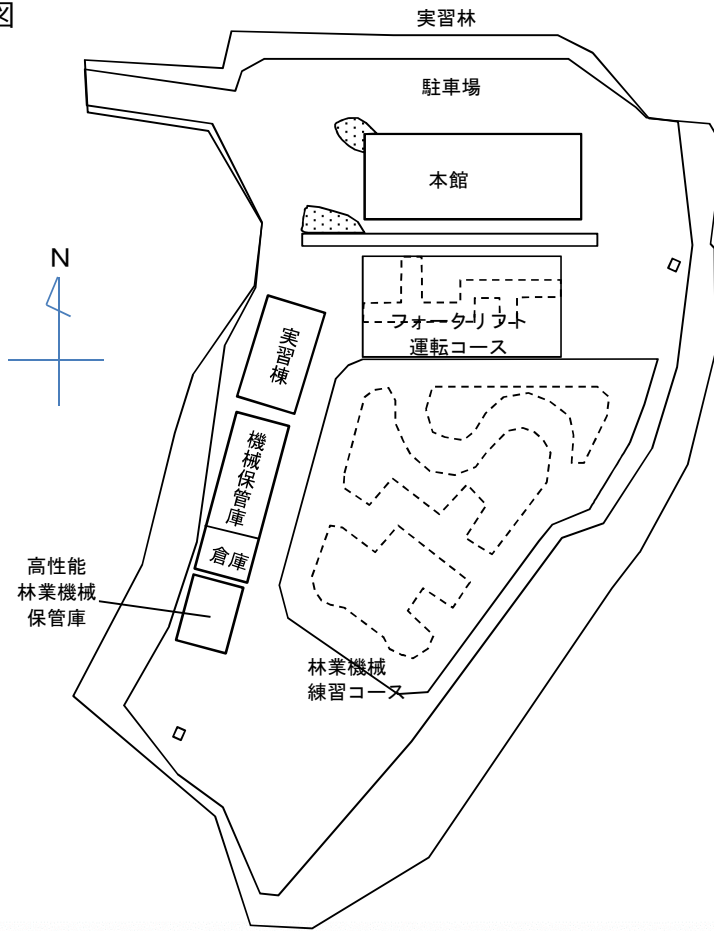 図
実習林
駐車場
本館
N
フォークリフト
運転コース
実習棟
機械保管庫
倉庫
高性能
林業機械
保管庫
林業機械
練習コース